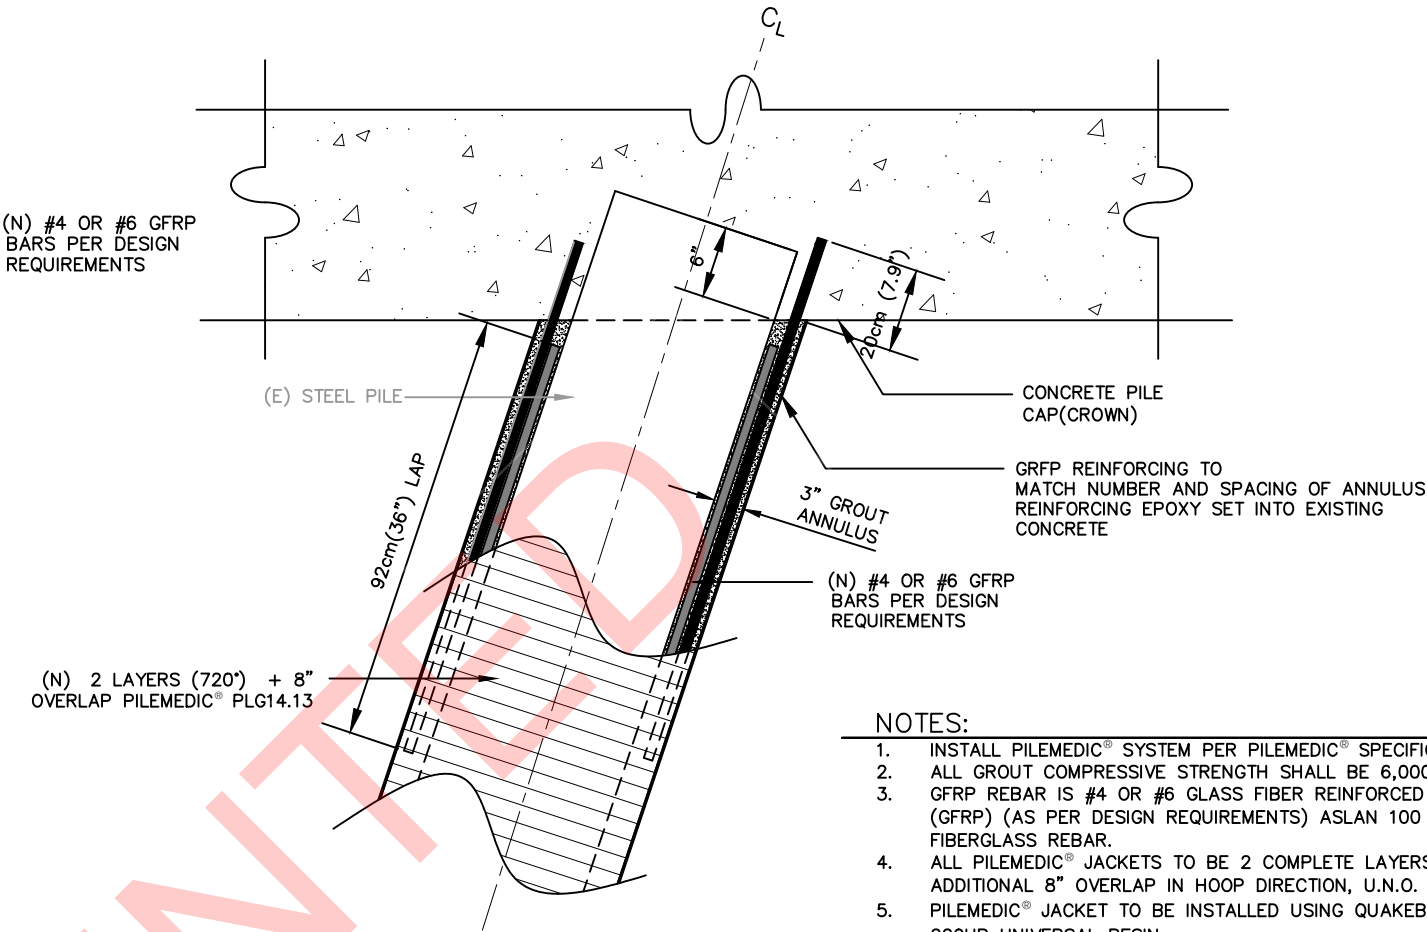 CL
(N) #4 OR #6 GFRP
BARS PER DESIGN
REQUIREMENTS
6"
20cm (7.9")
(E) STEEL PILE
CONCRETE PILE
CAP(CROWN)
GRFP REINFORCING TO
MATCH NUMBER AND SPACING OF ANNULUS
REINFORCING EPOXY SET INTO EXISTING
CONCRETE
92cm(36") LAP
3" GROUT
ANNULUS
(N) #4 OR #6 GFRP
BARS PER DESIGN
REQUIREMENTS
(N) 2 LAYERS (720°) + 8"
OVERLAP PILEMEDIC® PLG14.13
NOTES:
1. INSTALL PILEMEDIC® SYSTEM PER PILEMEDIC®
2. ALL GROUT COMPRESSIVE STRENGTH SHALL BE 6,000
3. GFRP REBAR IS #4 OR #6 GLASS FIBER REINFORCED
(GFRP) (AS PER DESIGN REQUIREMENTS) ASLAN 100
FIBERGLASS REBAR.
4. ALL PILEMEDIC® JACKETS TO BE 2 COMPLETE LAYERS
ADDITIONAL 8" OVERLAP IN HOOP DIRECTION, U.N.O.
5. PILEMEDIC® JACKET TO BE INSTALLED USING
NTED